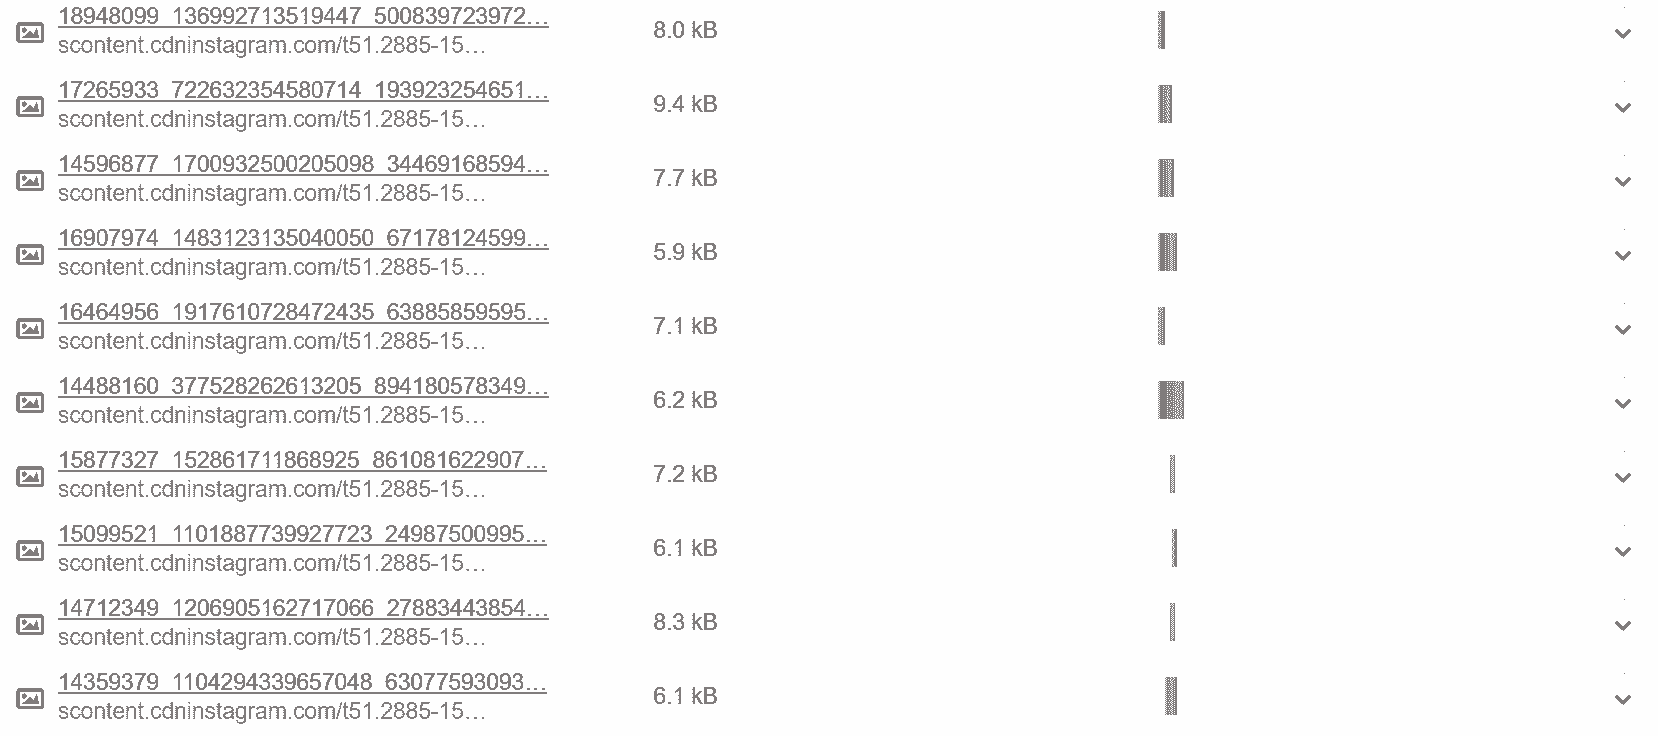 18948099_136992713519447_500839723972…
8.0 kB
scontent.cdninstagram.com/t51.2885-15…
17265933_722632354580714_193923254651…
9.4 kB
scontent.cdninstagram.com/t51.2885-15…
14596877_1700932500205098_34469168594…
7.7 kB
scontent.cdninstagram.com/t51.2885-15…
16907974_1483123135040050_67178124599…
5.9 kB
scontent.cdninstagram.com/t51.2885-15…
16464956_1917610728472435_63885859595…
7.1 kB
scontent.cdninstagram.com/t51.2885-15…
14488160_377528262613205_894180578349…
6.2 kB
scontent.cdninstagram.com/t51.2885-15…
15877327_152861711868925_861081622907…
7.2 kB
scontent.cdninstagram.com/t51.2885-15…
15099521_1101887739927723_24987500995…
6.1 kB
scontent.cdninstagram.com/t51.2885-15…
14712349_1206905162717066_27883443854…
8.3 kB
scontent.cdninstagram.com/t51.2885-15…
14359379_1104294339657048_63077593093…
6.1 kB
scontent.cdninstagram.com/t51.2885-15…